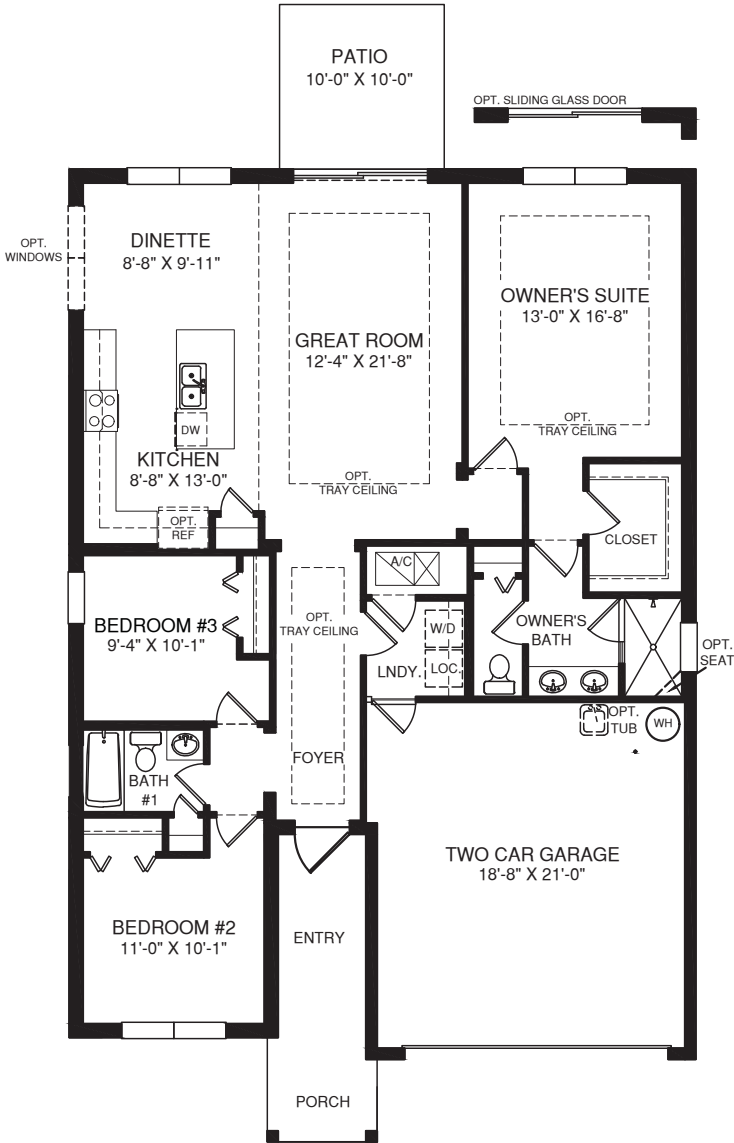 PATIO
10'-0" X 10'-0"
OPT. SLIDING GLASS DOOR
OPT.
WINDOWS
DINETTE
8'-8" X 9'-11"
GREAT ROOM
12'-4" X 21'-8"
OPT.
TRAY CEILING
OWNER'S SUITE
13'-0" X 16'-8"
OPT.
TRAY CEILING
DW
KITCHEN
8'-8" X 13'-0"
OPT.
REF
CLOSET
A/C
BEDROOM #3
9'-4" X 10'-1"
OPT.
TRAY CEILING
W/D
LNDY.
LOC.
OWNER'S
BATH
OPT.
SEAT
OPT.
TUB
WH
FOYER
BATH
#1
TWO CAR GARAGE
18'-8" X 21'-0"
BEDROOM #2
11'-0" X 10'-1"
ENTRY
PORCH